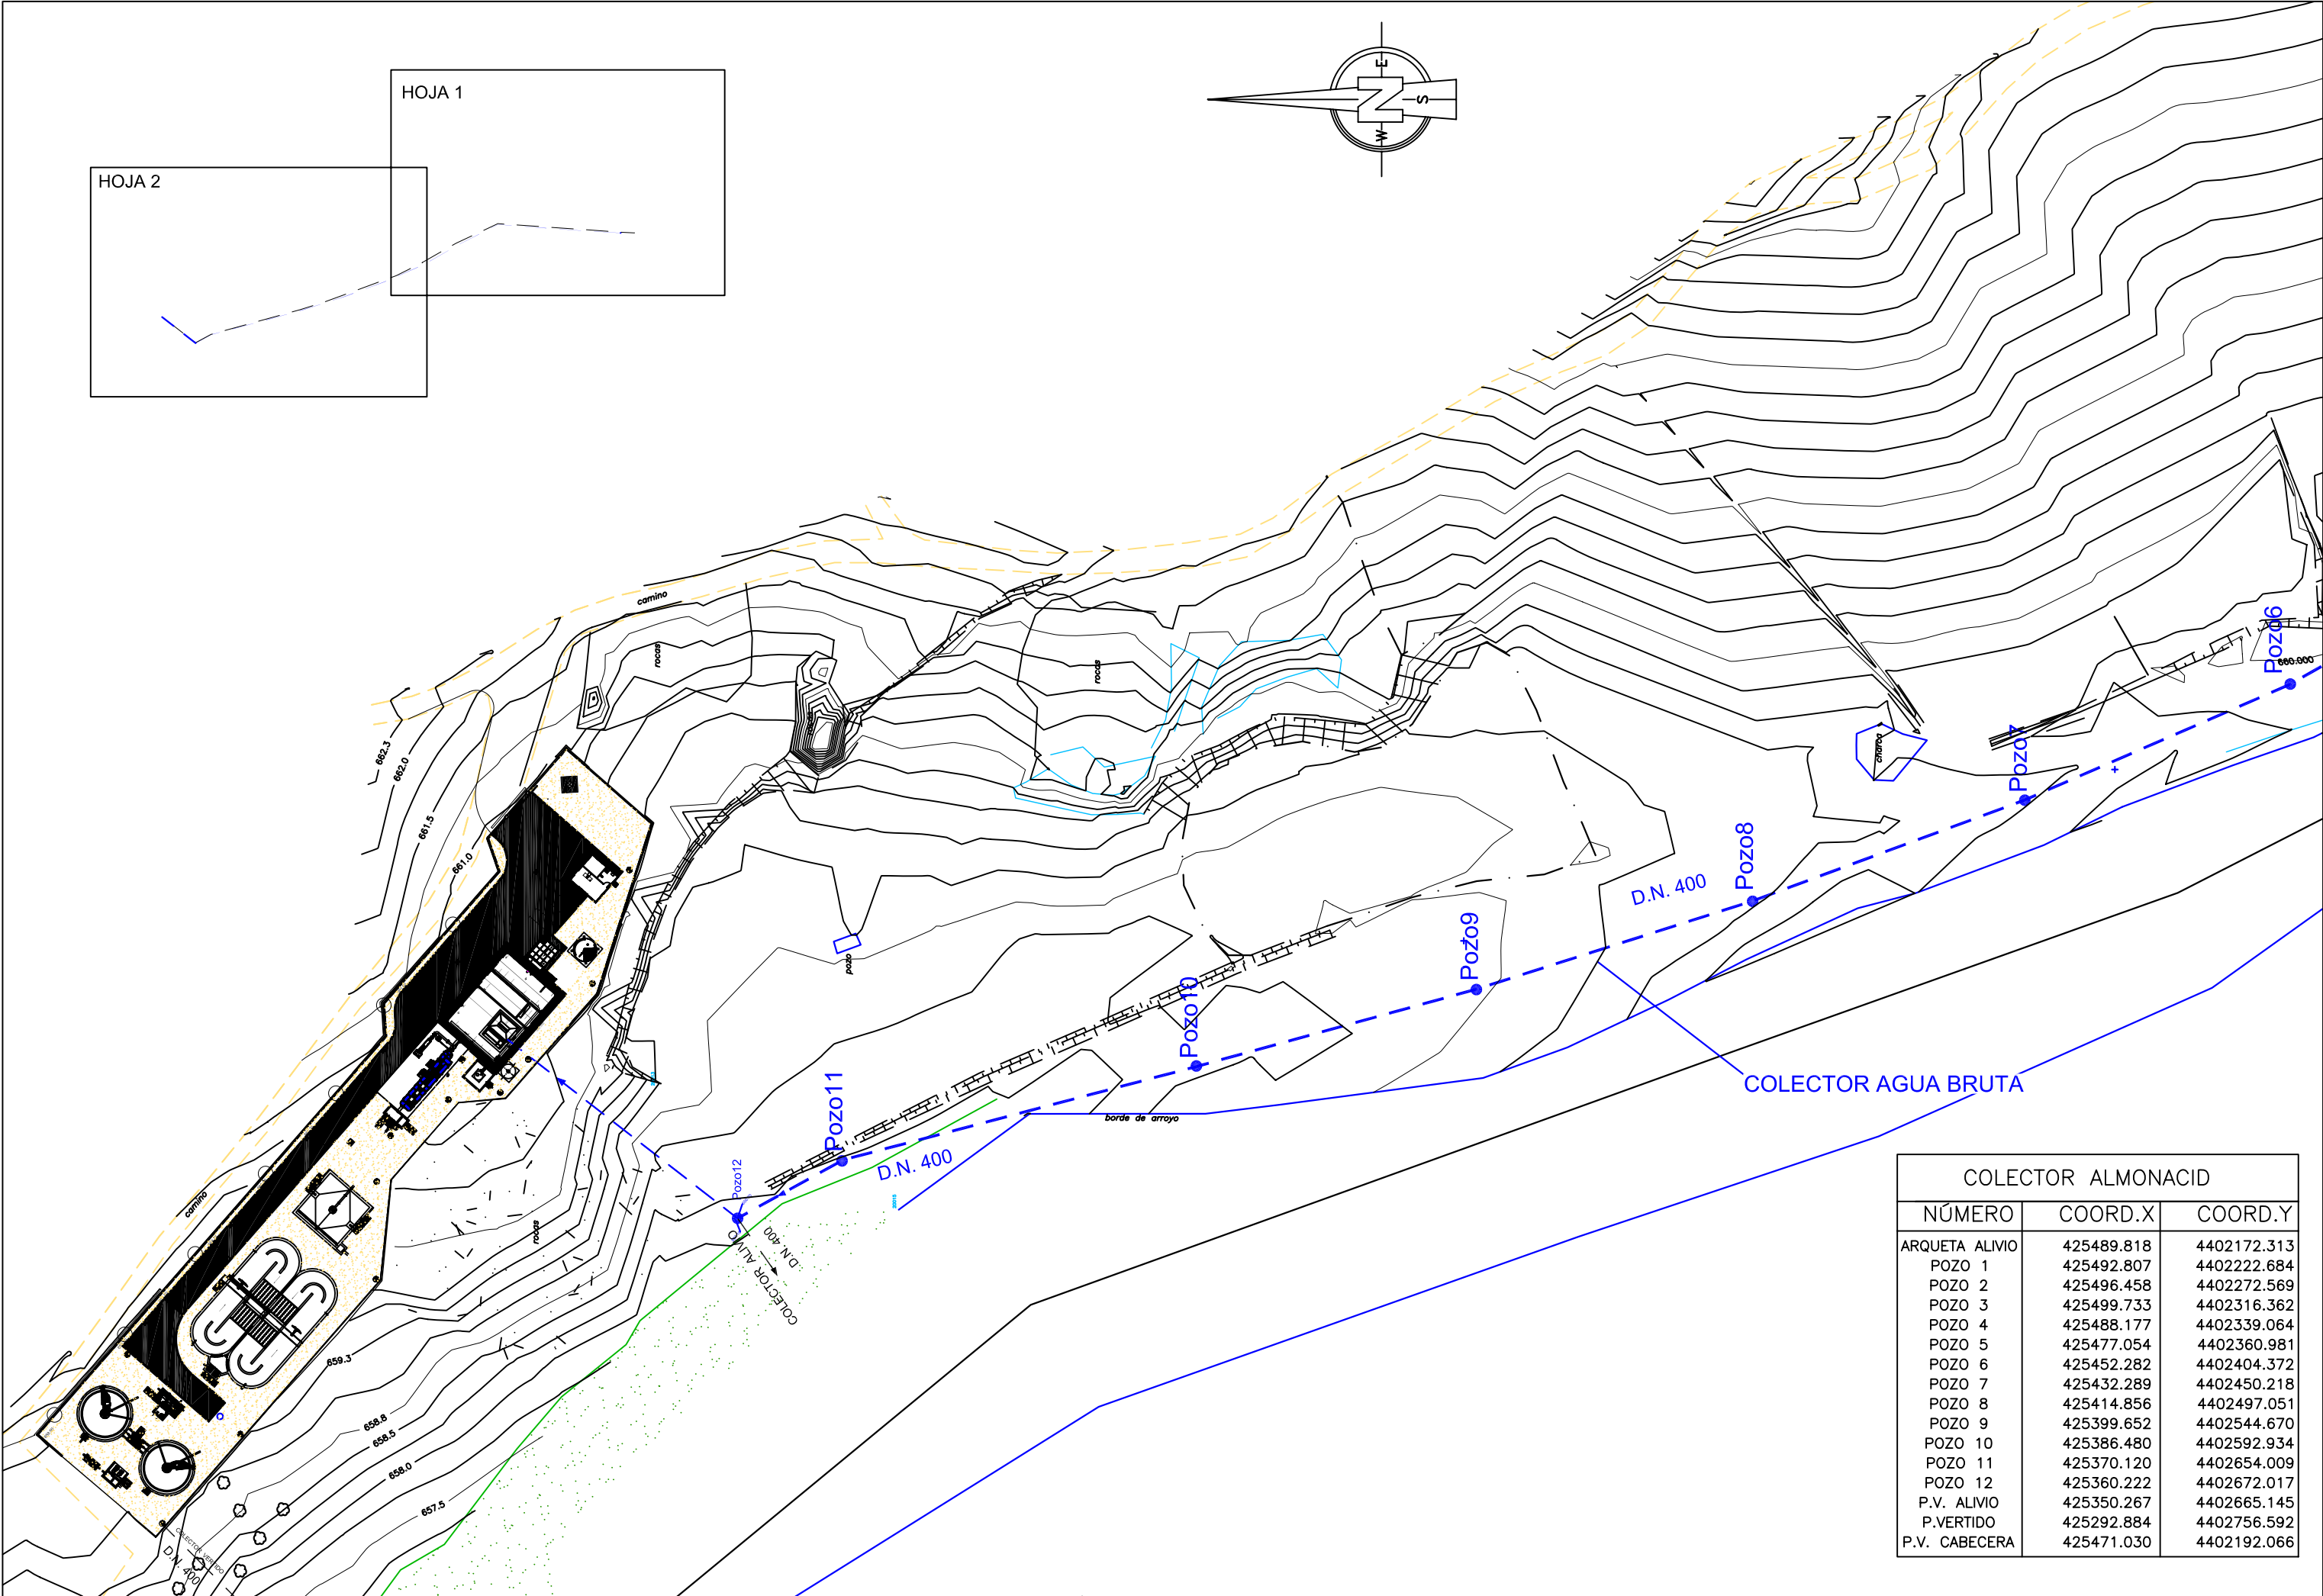 HOJA 1
HOJA 2
E
N
S
W
camino
rocas
rocas
rocas
662.3
662.0
661.5
661.0
Pozo6
660.000
Pozo7
charca
Pozo8
D.N. 400
Pozo9
Pozo10
pozo
Pozo11
D.N. 400
COLECTOR AGUA BRUTA
borde de arroyo
Pozo12
COLECTOR ALIVIO
D.N. 400
camino
rocas
659.3
658.8
658.5
658.0
657.5
COLECTOR VERTIDO
D.N. 400
COLECTOR ALMONACID
NÚMERO COORD.X COORD.Y
ARQUETA ALIVIO 425489.818 4402172.313
POZO 1 425492.807 4402222.684
POZO 2 425496.458 4402272.569
POZO 3 425499.733 4402316.362
POZO 4 425488.177 4402339.064
POZO 5 425477.054 4402360.981
POZO 6 425452.282 4402404.372
POZO 7 425432.289 4402450.218
POZO 8 425414.856 4402497.051
POZO 9 425399.652 4402544.670
POZO 10 425386.480 4402592.934
POZO 11 425370.120 4402654.009
POZO 12 425360.222 4402672.017
P.V. ALIVIO 425350.267 4402665.145
P.VERTIDO 425292.884 4402756.592
P.V. CABECERA 425471.030 4402192.066